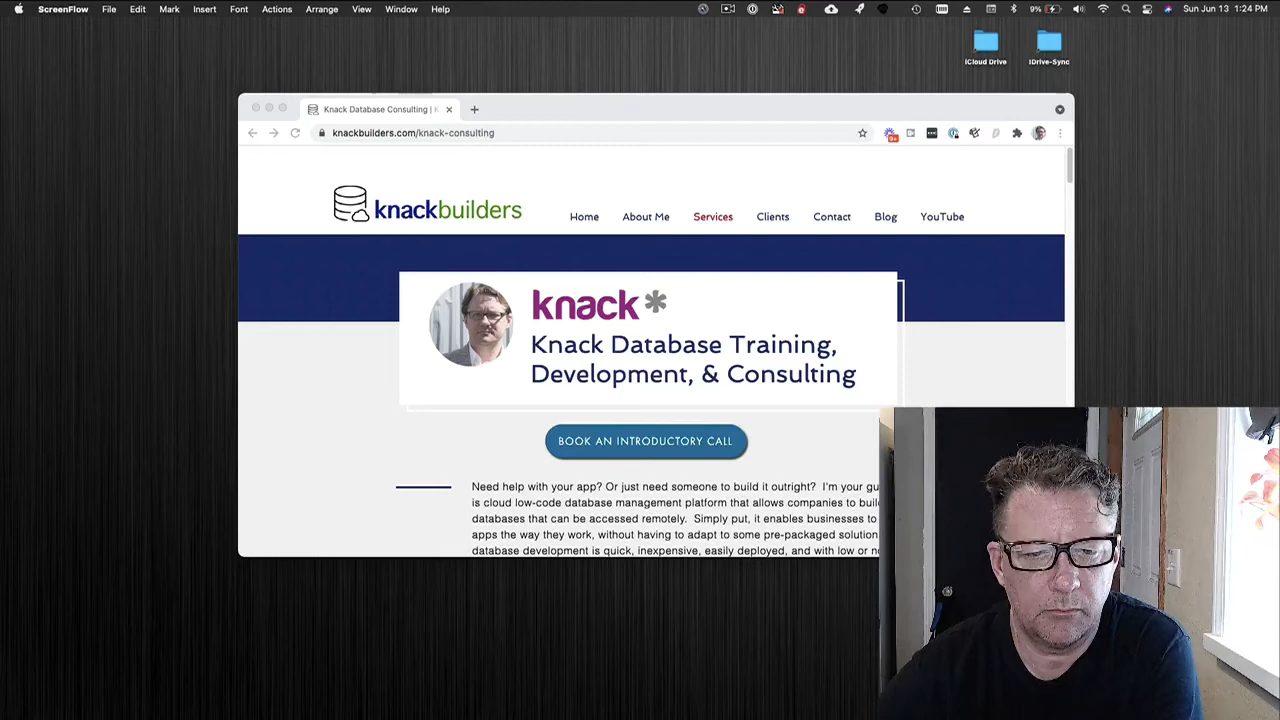 ScreenFlow File Edit Mark Insert Font Actions Arrange View Window Help 9% Sun Jun 13 1:24 PM
iCloud Drive IDrive-Sync
Knack Database Consulting | K
knackbuilders.com/knack-consulting
9+
knackbuilders Home About Me Services Clients Contact Blog YouTube
knack*
Knack Database Training,
Development, & Consulting
BOOK AN INTRODUCTORY CALL
Need help with your app? Or just need someone to build it outright? I'm your gu
is cloud low-code database management platform that allows companies to buil
databases that can be accessed remotely. Simply put, it enables businesses to
apps the way they work, without having to adapt to some pre-packaged solution
database development is quick, inexpensive, easily deployed, and with low or no